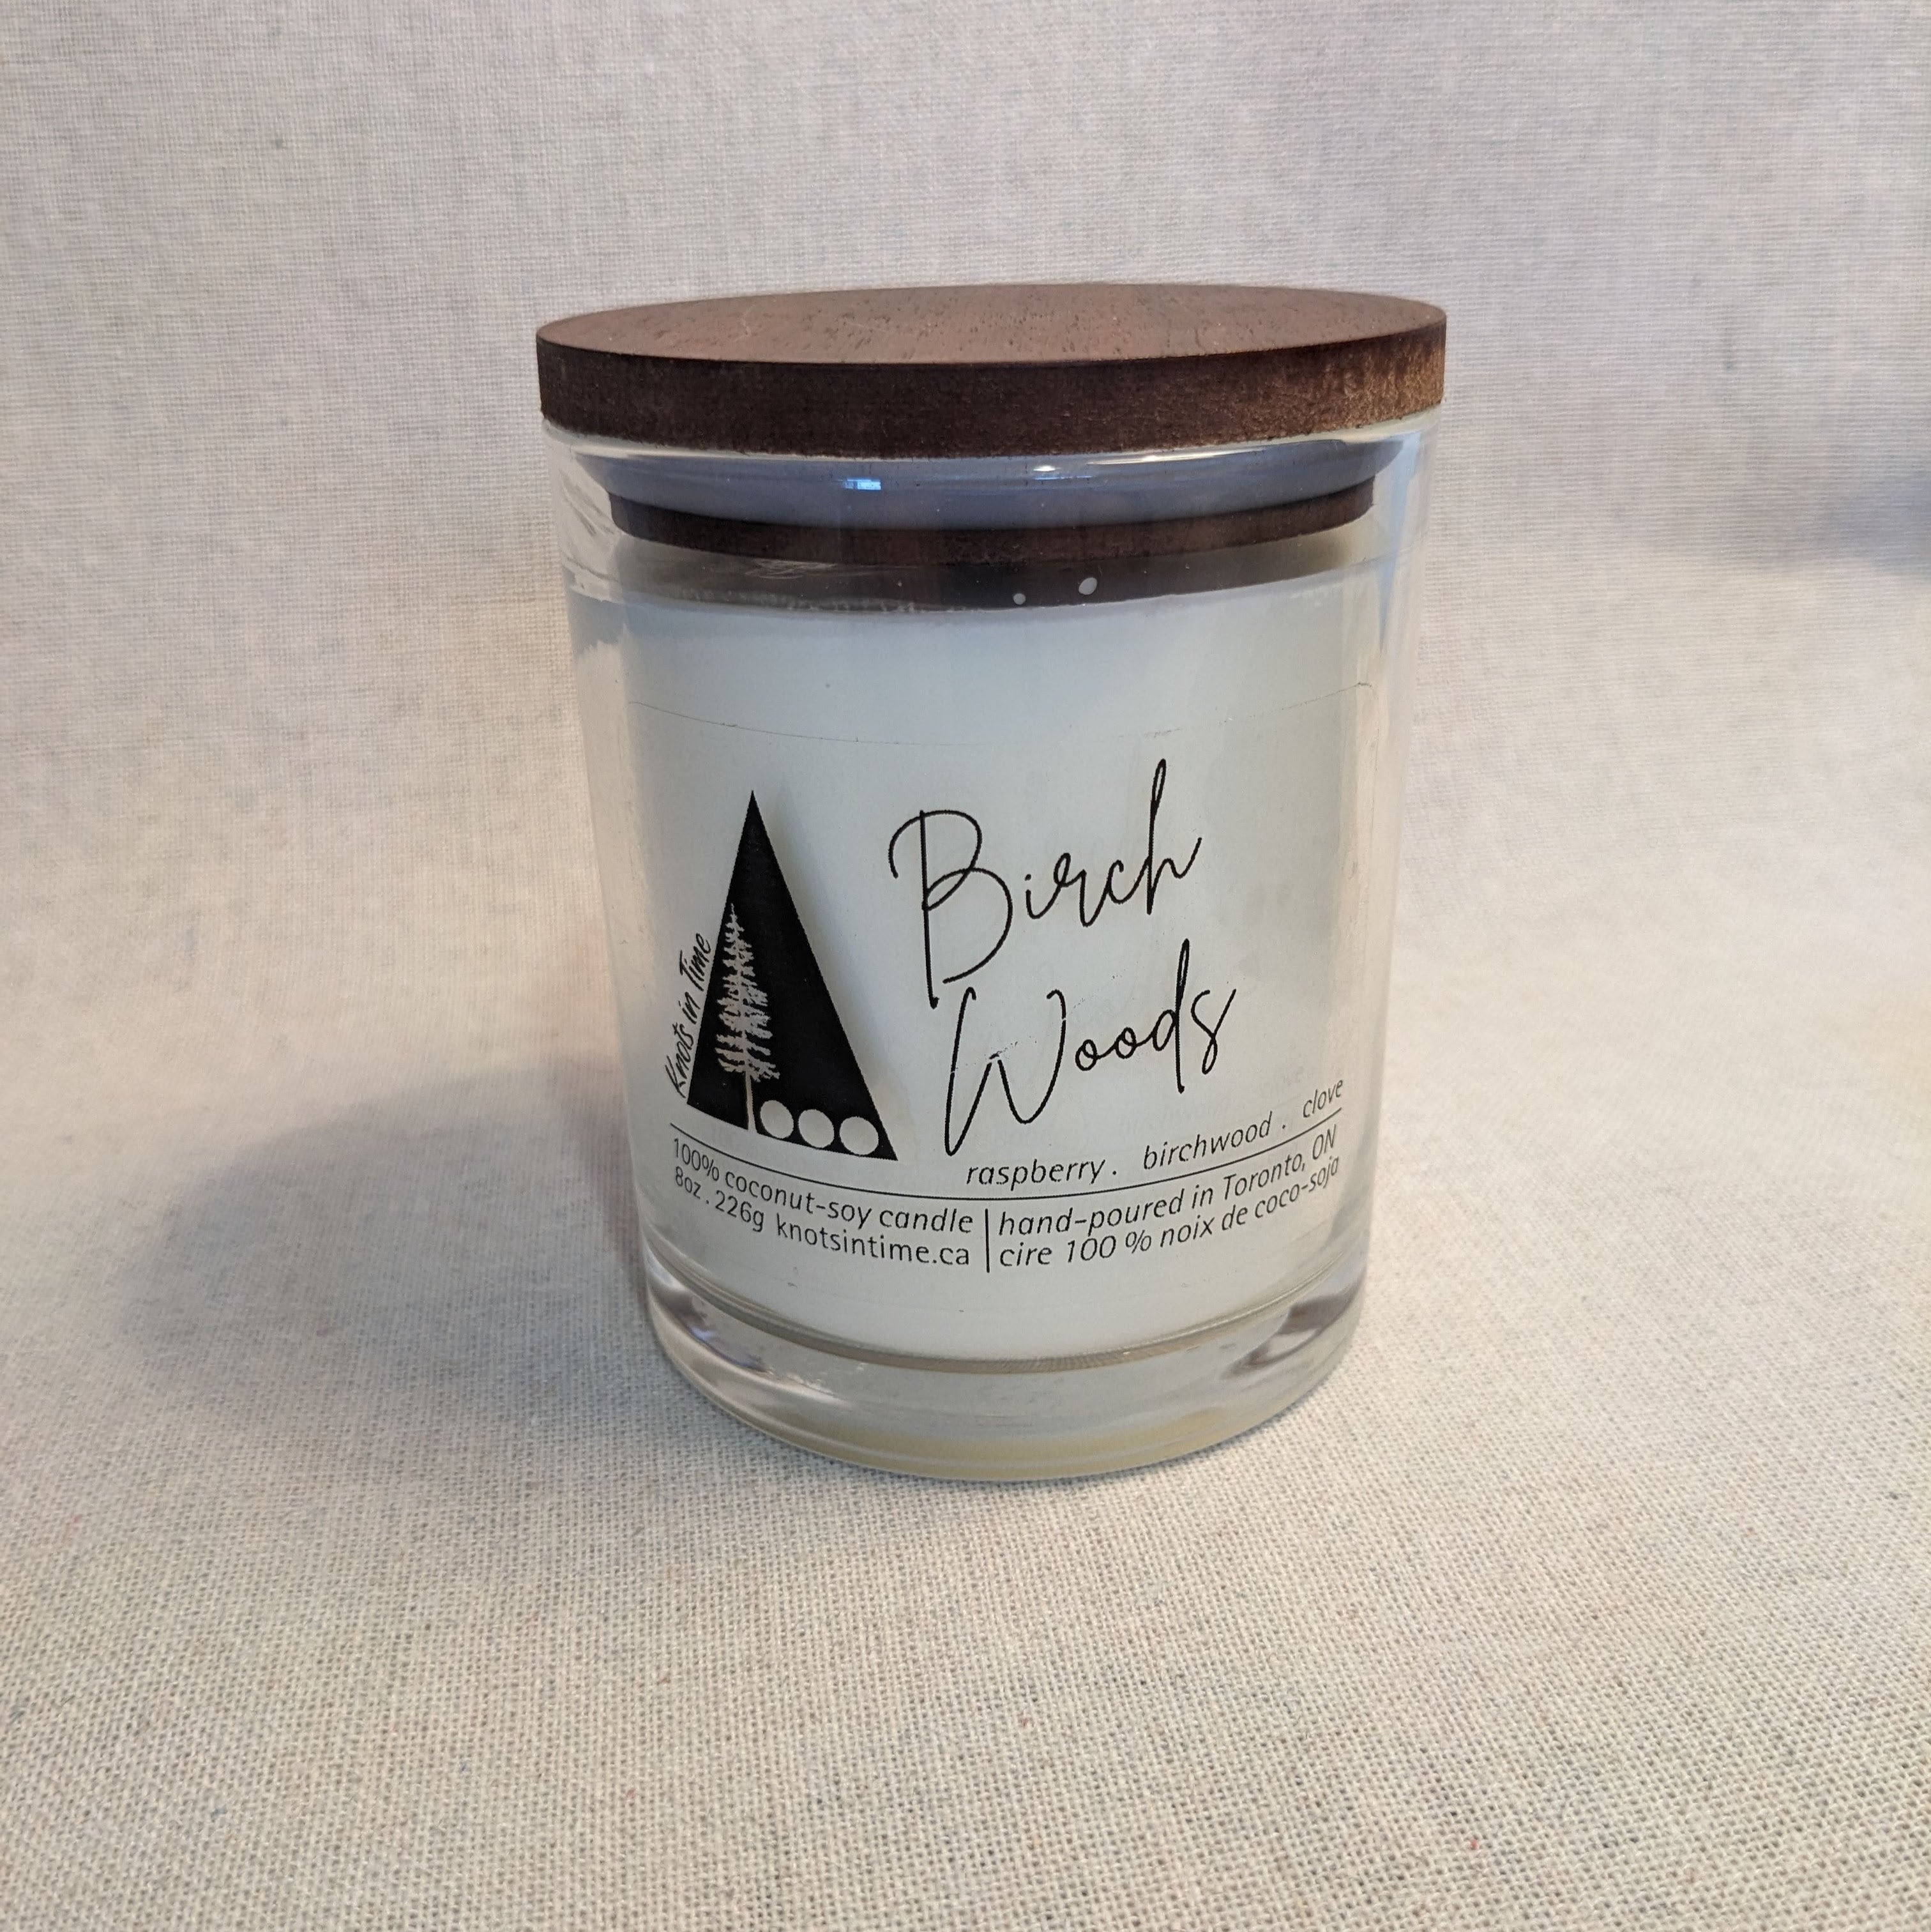 Knots in Time
Birch
Woods
raspberry . birchwood . clove
100% coconut-soy candle
8oz . 226g knotsintime.ca
hand-poured in Toronto, ON
cire 100 % noix de coco-soja